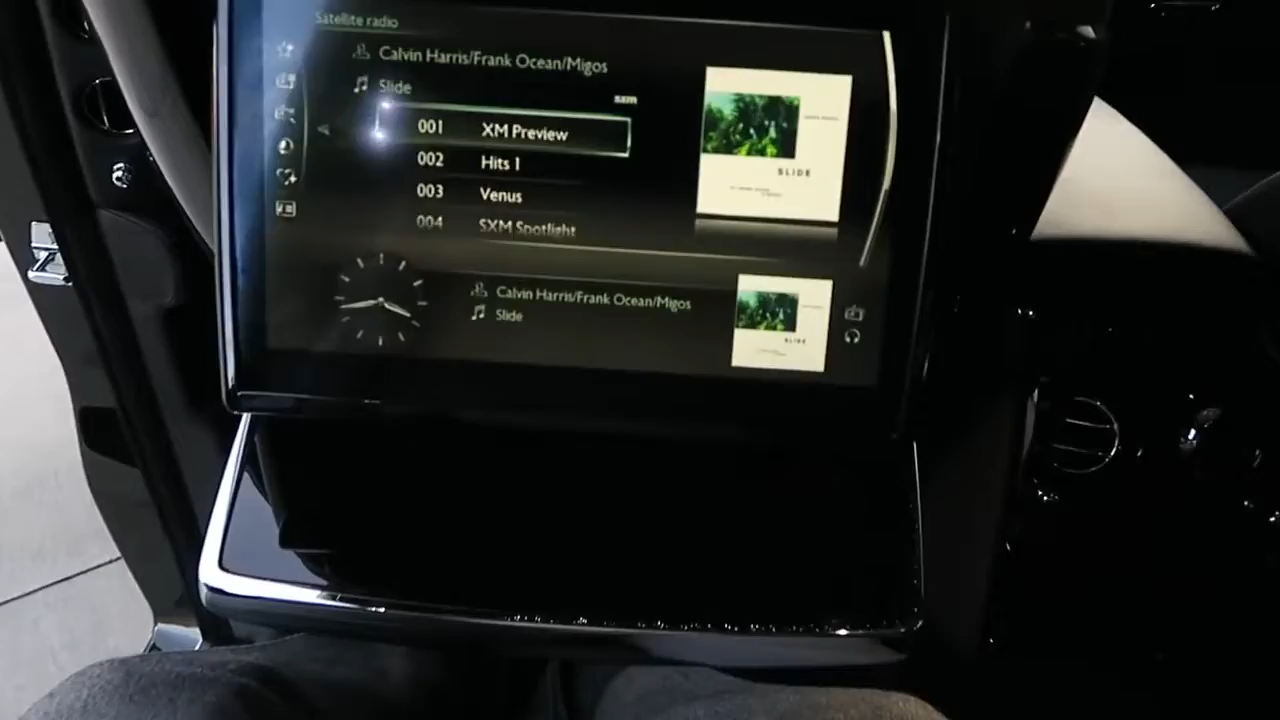 Satellite radio
Calvin Harris/Frank Ocean/Migos
Slide
sxm
001 XM Preview
002 Hits 1
003 Venus
004 SXM Spotlight
SLIDE
Calvin Harris/Frank Ocean/Migos
Slide
SLIDE